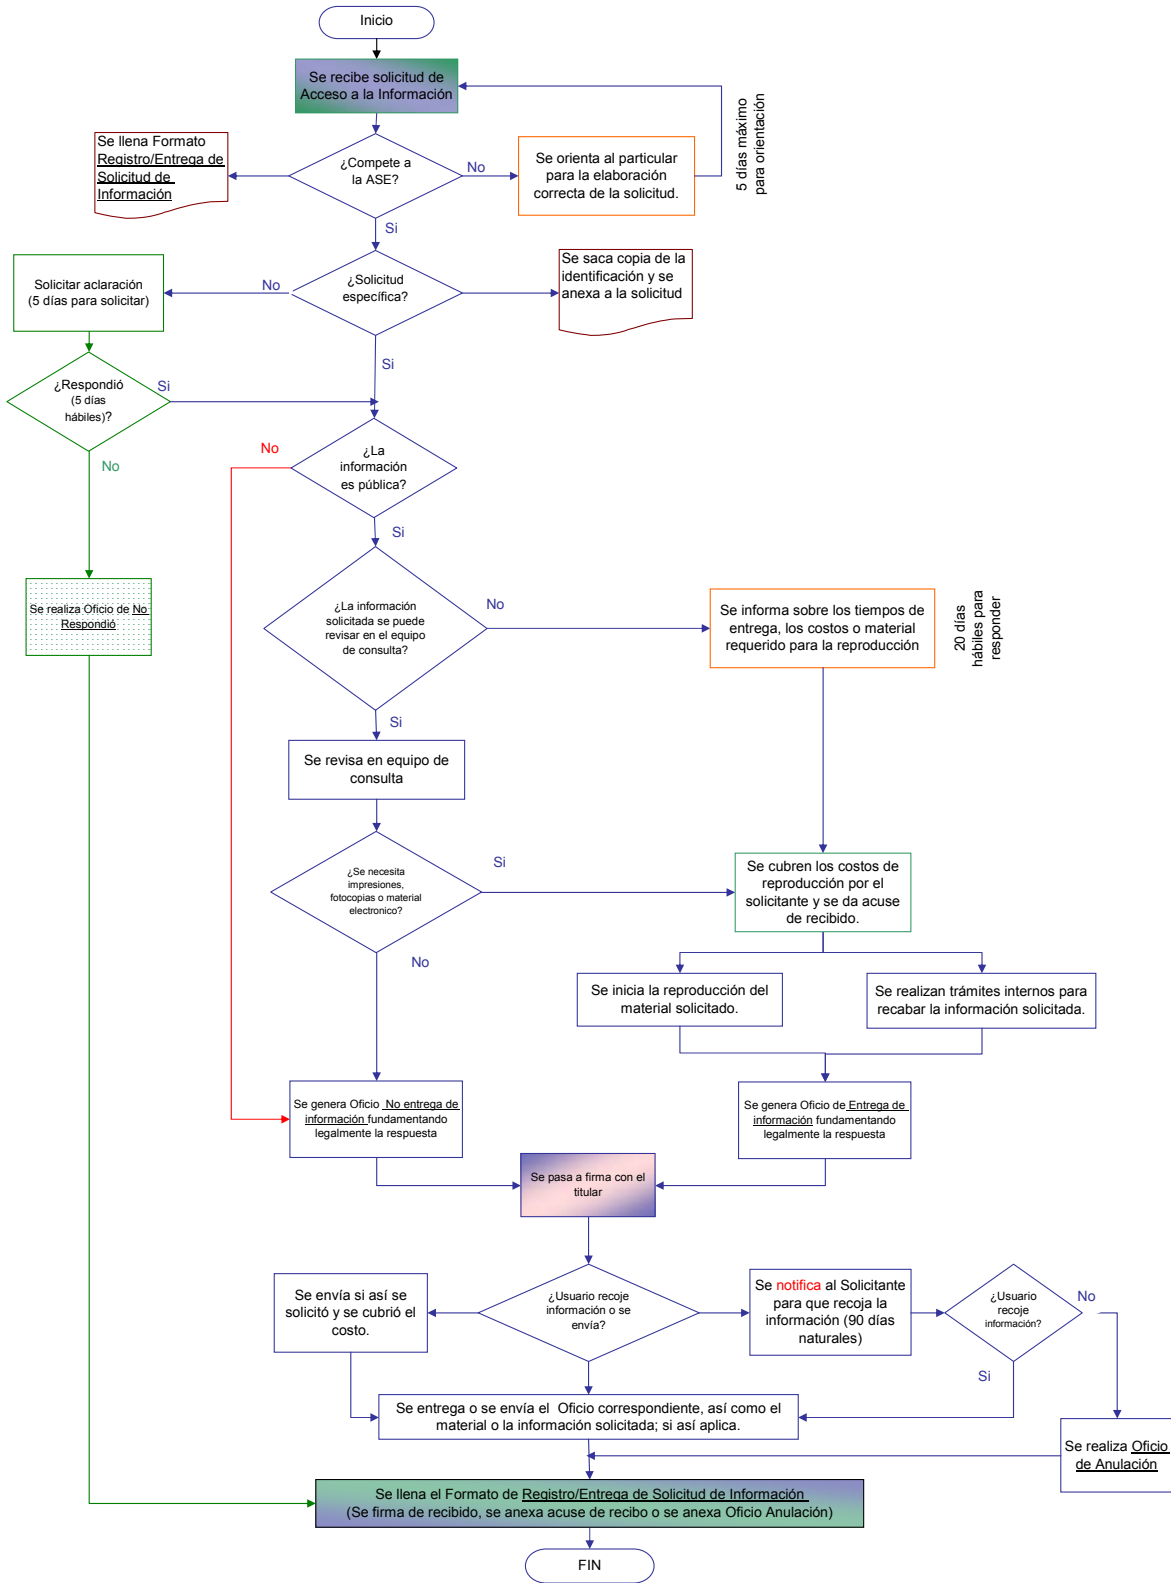 Inicio
Se recibe solicitud de
Acceso a la Información
5 días máximo
para orientación
Se llena Formato
Registro/Entrega de
Solicitud de
Información
¿Compete a
la ASE?
No
Se orienta al particular
para la elaboración
correcta de la solicitud.
Si
Solicitar aclaración
(5 días para solicitar)
No
¿Solicitud
específica?
Se saca copia de la
identificación y se
anexa a la solicitud
Si
¿Respondió
(5 días
hábiles)?
Si
No
No
¿La
información
es pública?
Si
Se realiza Oficio de No
Respondió
¿La información
solicitada se puede
revisar en el equipo
de consulta?
No
Se informa sobre los tiempos de
entrega, los costos o material
requerido para la reproducción
20 días
hábiles para
responder
Si
Se revisa en equipo de
consulta
¿Se necesita
impresiones,
fotocopias o material
electronico?
Si
Se cubren los costos de
reproducción por el
solicitante y se da acuse
de recibido.
No
Se inicia la reproducción del
material solicitado.
Se realizan trámites internos para
recabar la información solicitada.
Se genera Oficio No entrega de
información fundamentando
legalmente la respuesta
Se genera Oficio de Entrega de
información fundamentando
legalmente la respuesta
Se pasa a firma con el
titular
Se envía si así se
solicitó y se cubrió el
costo.
¿Usuario recoje
información o se
envía?
Se notifica al Solicitante
para que recoja la
información (90 días
naturales)
¿Usuario
recoje
información?
No
Si
Se entrega o se envía el Oficio correspondiente, así como el
material o la información solicitada; si así aplica.
Se realiza Oficio
de Anulación
Se llena el Formato de Registro/Entrega de Solicitud de Información
(Se firma de recibido, se anexa acuse de recibo o se anexa Oficio Anulación)
FIN